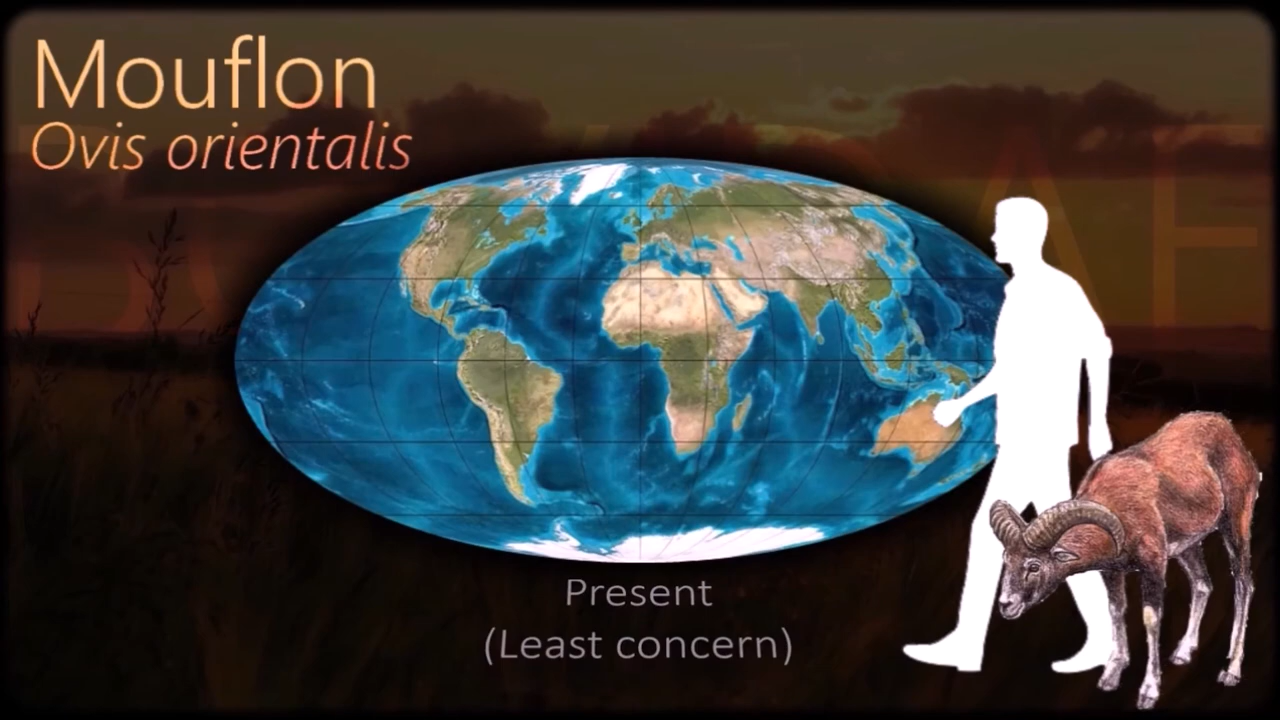 Mouflon
Ovis orientalis
Present
(Least concern)